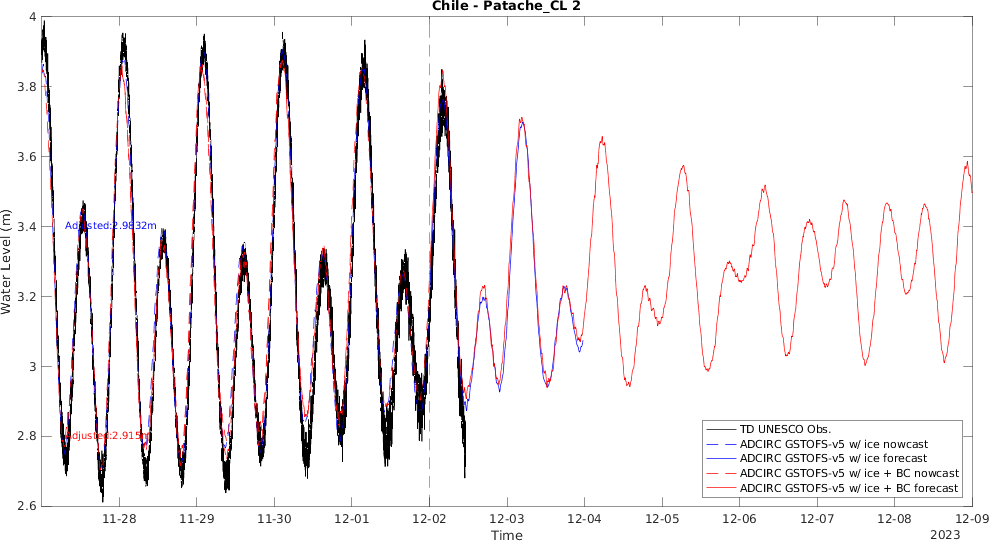 Chile - Patache_CL 2
4
3.8
3.6
3.4
3.2
3
2.8
2.6
Water Level (m)
Adjusted:2.9832m
Adjusted:2.915m
TD UNESCO Obs.
ADCIRC GSTOFS-v5 w/ ice nowcast
ADCIRC GSTOFS-v5 w/ ice forecast
ADCIRC GSTOFS-v5 w/ ice + BC nowcast
ADCIRC GSTOFS-v5 w/ ice + BC forecast
11-28
11-29
11-30
12-01
12-02
12-03
12-04
12-05
12-06
12-07
12-08
12-09
Time
2023